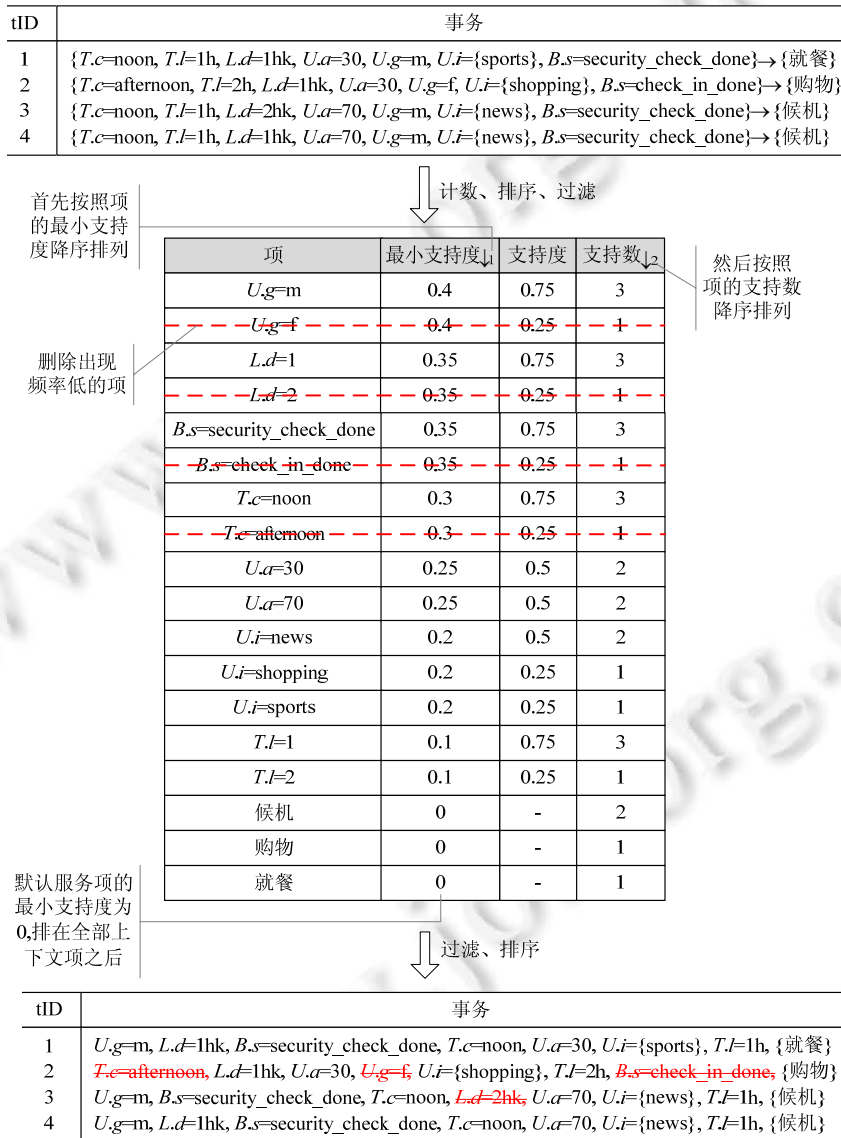 tID 事务
1 {T.c=noon, T.l=1h, L.d=1hk, U.a=30, U.g=m, U.i={sports}, B.s=security_check_done}→{就餐}
2 {T.c=afternoon, T.l=2h, L.d=1hk, U.a=30, U.g=f, U.i={shopping}, B.s=check_in_done}→{购物}
3 {T.c=noon, T.l=1h, L.d=2hk, U.a=70, U.g=m, U.i={news}, B.s=security_check_done}→{候机}
4 {T.c=noon, T.l=1h, L.d=1hk, U.a=70, U.g=m, U.i={news}, B.s=security_check_done}→{候机}
计数、排序、过滤
首先按照项
的最小支持
度降序排列
项 最小支持度↓1 支持度 支持数↓2
然后按照
项的支持数
降序排列
U.g=m 0.4 0.75 3
U.g=f 0.4 0.25 1
删除出现
频率低的项
L.d=1 0.35 0.75 3
L.d=2 0.35 0.25 1
B.s=security_check_done 0.35 0.75 3
B.s=check_in_done 0.35 0.25 1
T.c=noon 0.3 0.75 3
T.c=afternoon 0.3 0.25 1
U.a=30 0.25 0.5 2
U.a=70 0.25 0.5 2
U.i=news 0.2 0.5 2
U.i=shopping 0.2 0.25 1
U.i=sports 0.2 0.25 1
T.l=1 0.1 0.75 3
T.l=2 0.1 0.25 1
候机 0 - 2
购物 0 - 1
就餐 0 - 1
默认服务项的
最小支持度为
0,排在全部上
下文项之后
过滤、排序
tID 事务
1 U.g=m, L.d=1hk, B.s=security_check_done, T.c=noon, U.a=30, U.i={sports}, T.l=1h, {就餐}
2 T.c=afternoon, L.d=1hk, U.a=30, U.g=f, U.i={shopping}, T.l=2h, B.s=check_in_done, {购物}
3 U.g=m, B.s=security_check_done, T.c=noon, L.d=2hk, U.a=70, U.i={news}, T.l=1h, {候机}
4 U.g=m, L.d=1hk, B.s=security_check_done, T.c=noon, U.a=70, U.i={news}, T.l=1h, {候机}